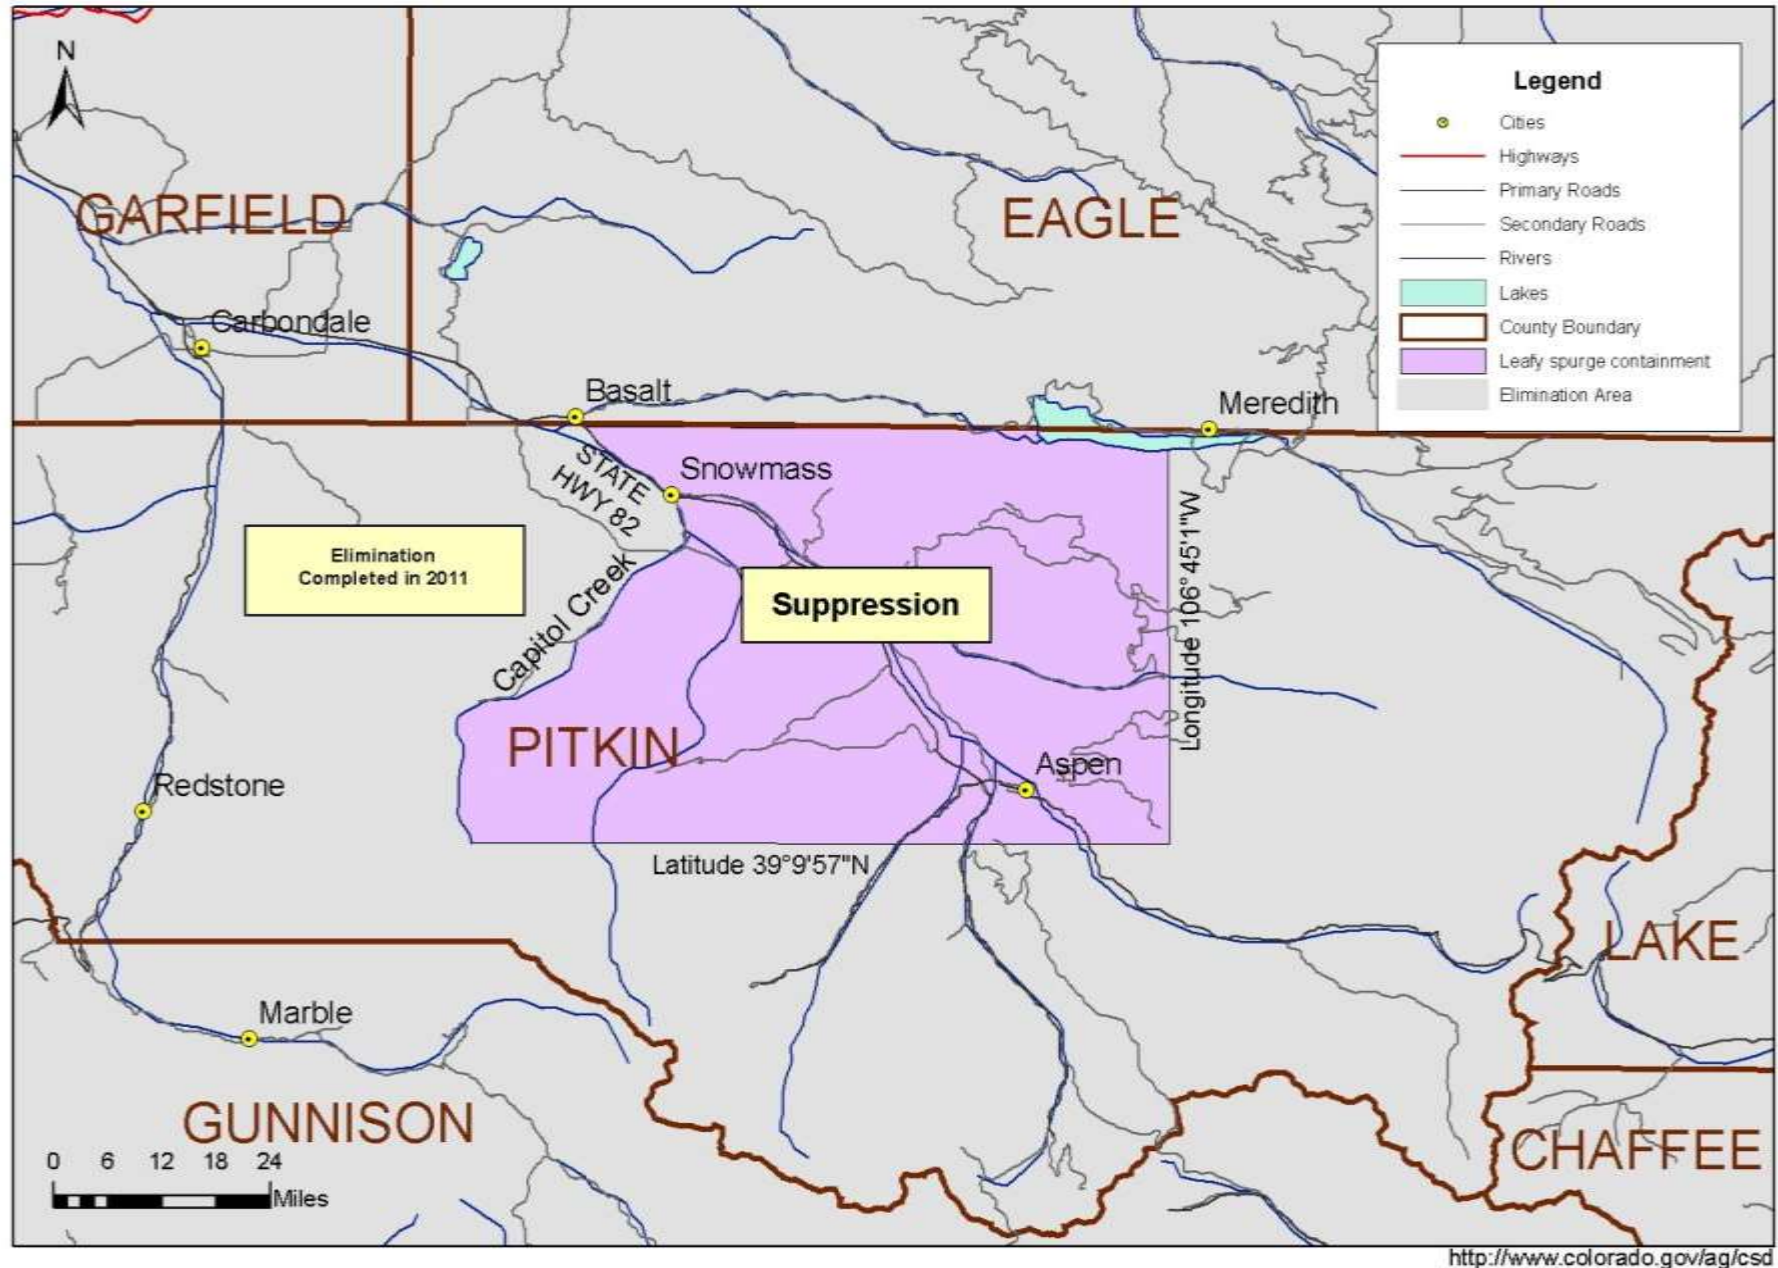 N
Legend
Cities
Highways
Primary Roads
Secondary Roads
Rivers
Lakes
County Boundary
Leafy spurge containment
Elimination Area
GARFIELD
EAGLE
Carbondale
Basalt
Meredith
STATE
HWY 82
Snowmass
Elimination
Completed in 2011
Capitol Creek
Suppression
Longitude 106°45'1"W
PITKIN
Aspen
Redstone
Latitude 39°9'57"N
LAKE
Marble
GUNNISON
CHAFFEE
0 6 12 18 24
Miles
http://www.colorado.gov/ag/csd